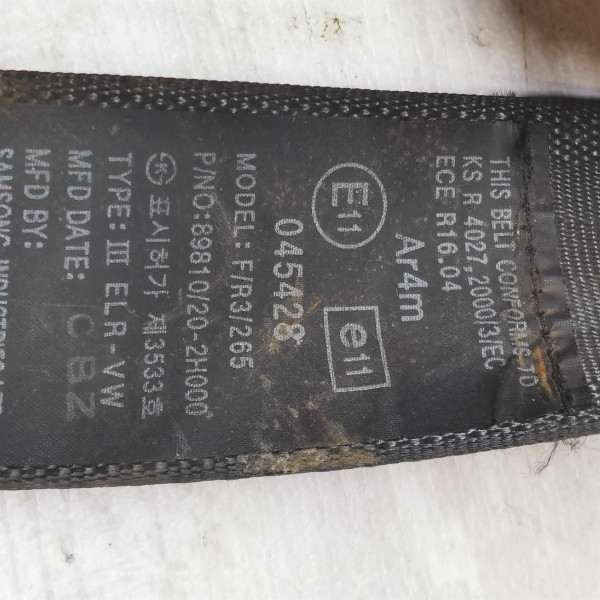 THIS BELT CONFORMS TO
KS R 4027,2000/3/EC
ECE R16.04
Ar4m
E11
e11
045428
MODEL: F/R3/265
P/NO:89810/20-2H000
표시허가 제3533호
TYPE: III ELR-VW
MFD DATE: CBZ
MFD BY: